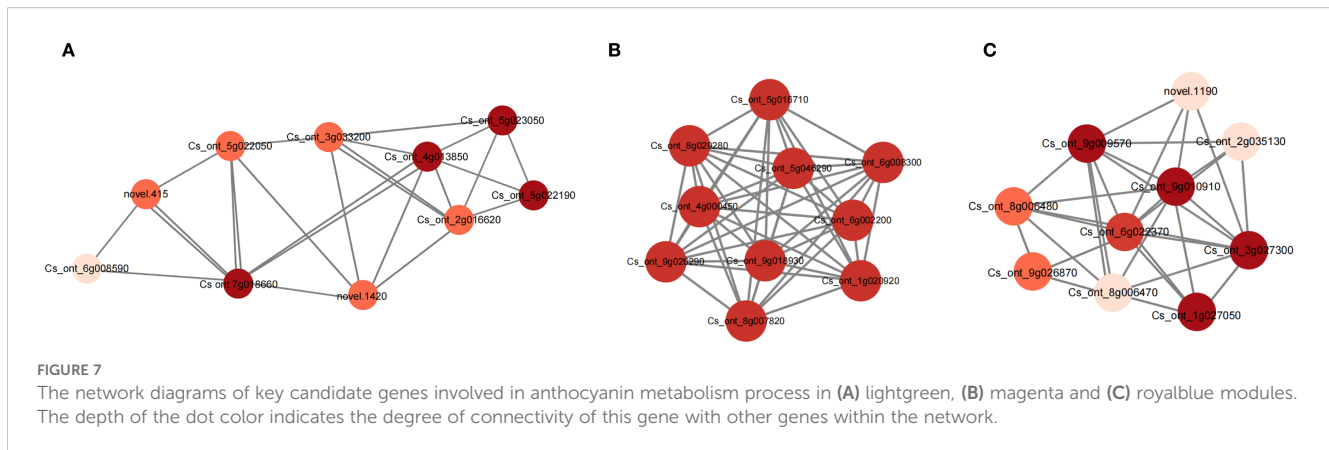 A
B
C
Cs_ont_5g023050
Cs_ont_3g033200
Cs_ont_5g022050
Cs_ont_4g013850
novel.415
Cs_ont_5g022190
Cs_ont_2g016620
Cs_ont_6g008590
Cs_ont_7g018660
novel.1420
Cs_ont_5g016710
Cs_ont_8g029280
Cs_ont_5g046290
Cs_ont_6g008300
Cs_ont_4g000450
Cs_ont_6g002200
Cs_ont_9g026290
Cs_ont_9g018930
Cs_ont_1g020920
Cs_ont_8g007820
novel.1190
Cs_ont_9g009570
Cs_ont_2g035130
Cs_ont_9g010910
Cs_ont_8g006480
Cs_ont_6g022370
Cs_ont_3g027300
Cs_ont_9g026870
Cs_ont_8g006470
Cs_ont_1g027050
FIGURE 7
The network diagrams of key candidate genes involved in anthocyanin metabolism process in (A) lightgreen, (B) magenta and (C) royalblue modules.
The depth of the dot color indicates the degree of connectivity of this gene with other genes within the network.